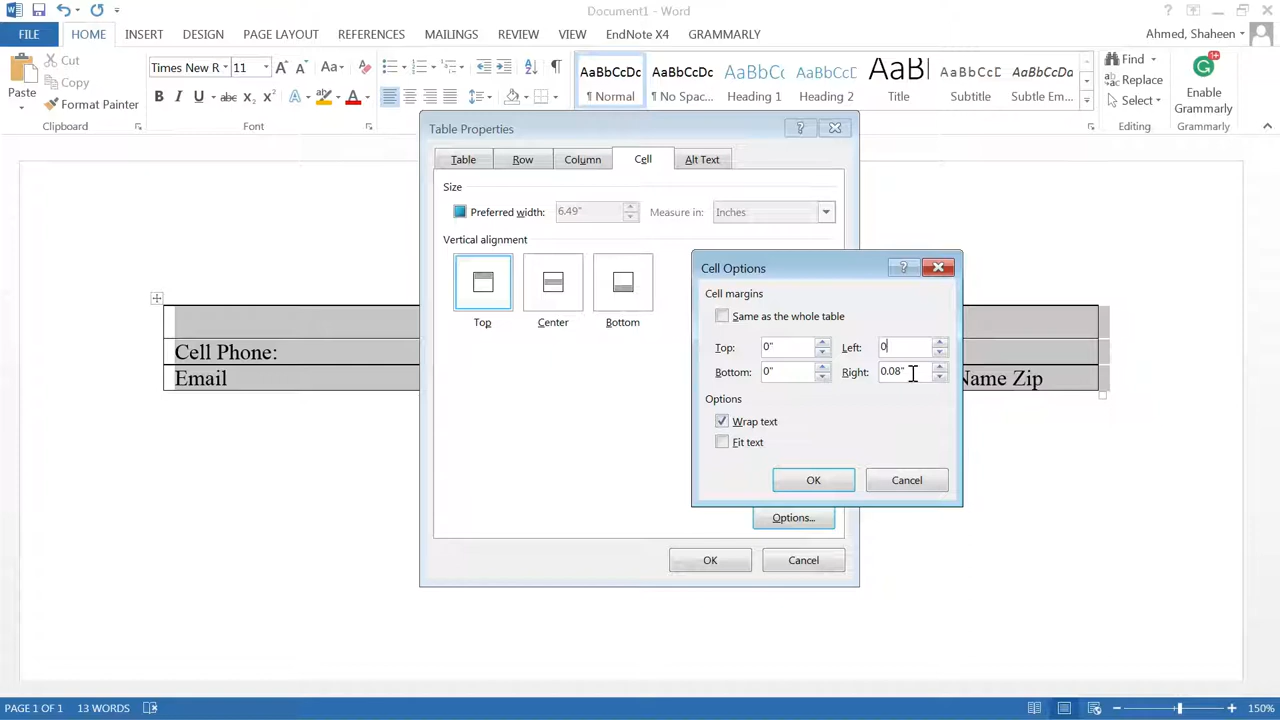 Document1 - Word
FILE HOME INSERT DESIGN PAGE LAYOUT REFERENCES MAILINGS REVIEW VIEW EndNote X4 GRAMMARLY Ahmed, Shaheen
Paste
Cut
Copy
Format Painter
Clipboard
Times New R 11
Font
AaBbCcDc AaBbCcDc AaBbCc AaBbCcC AaB AaBbCcD AaBbCcDc
¶ Normal ¶ No Spac... Heading 1 Heading 2 Title Subtitle Subtle Em...
Find
Replace
Select
Editing
Enable
Grammarly
Grammarly
Table Properties
Table Row Column Cell Alt Text
Size
Preferred width: 6.49" Measure in: Inches
Vertical alignment
Top Center Bottom
Options...
OK Cancel
Cell Options
Cell margins
Same as the whole table
Top: 0" Left: 0
Bottom: 0" Right: 0.08"
Options
Wrap text
Fit text
OK Cancel
Cell Phone:
Email Name Zip
PAGE 1 OF 1 13 WORDS 150%